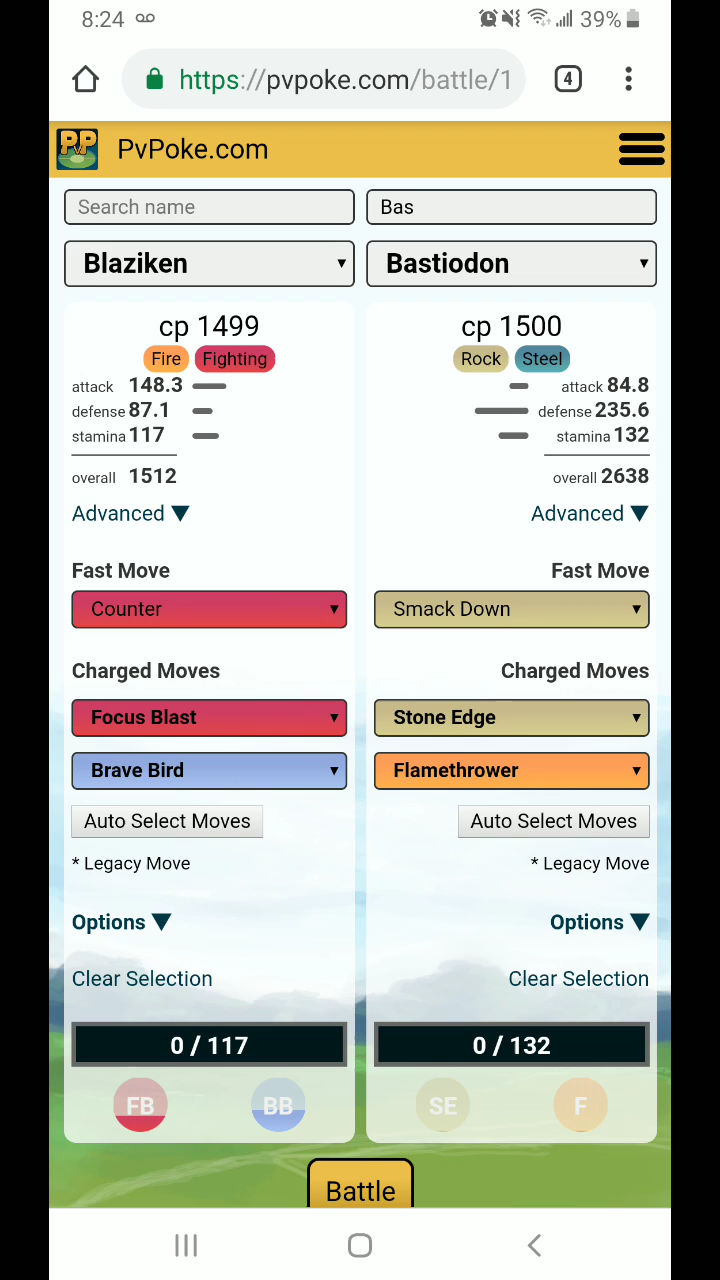 8:24 39%
https://pvpoke.com/battle/1 4
PvP PvPoke.com
Search name Bas
Blaziken Bastiodon
cp 1499 cp 1500
Fire Fighting Rock Steel
attack 148.3 attack 84.8
defense 87.1 defense 235.6
stamina 117 stamina 132
overall 1512 overall 2638
Advanced ▼ Advanced ▼
Fast Move Fast Move
Counter Smack Down
Charged Moves Charged Moves
Focus Blast Stone Edge
Brave Bird Flamethrower
Auto Select Moves Auto Select Moves
* Legacy Move * Legacy Move
Options ▼ Options ▼
Clear Selection Clear Selection
0 / 117 0 / 132
FB BB SE F
Battle